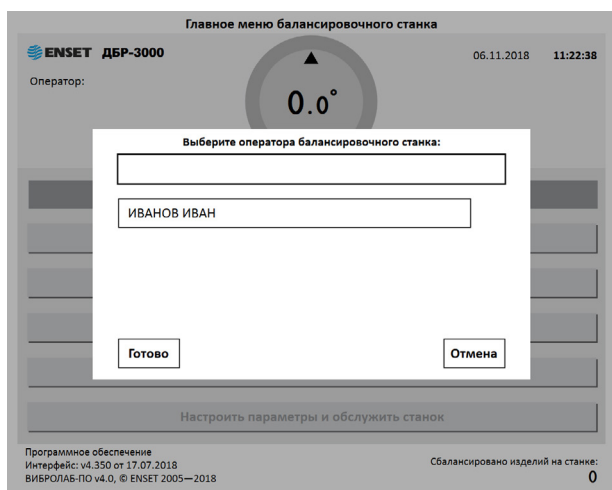 Главное меню балансировочного станка
ENSET ДБР-3000
06.11.2018 11:22:38
Оператор:
0.0°
Выберите оператора балансировочного станка:
ИВАНОВ ИВАН
Готово
Отмена
Настроить параметры и обслужить станок
Программное обеспечение
Интерфейс: v4.350 от 17.07.2018
ВИБРОЛАБ-ПО v4.0, © ENSET 2005—2018
Сбалансировано изделий на станке:
0